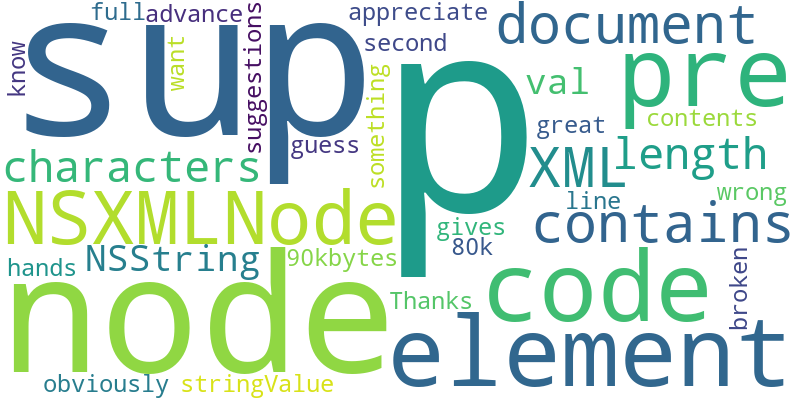 full
advance
appreciate
document
sup
second
know
want
suggestions
p
val
pre
contents
something
guess
great
characters
XML
length
wrong
NSXMLNode
line
contains
gives
80k
NSString
hands
90kbytes
node
code
broken
Thanks
element
obviously
stringValue